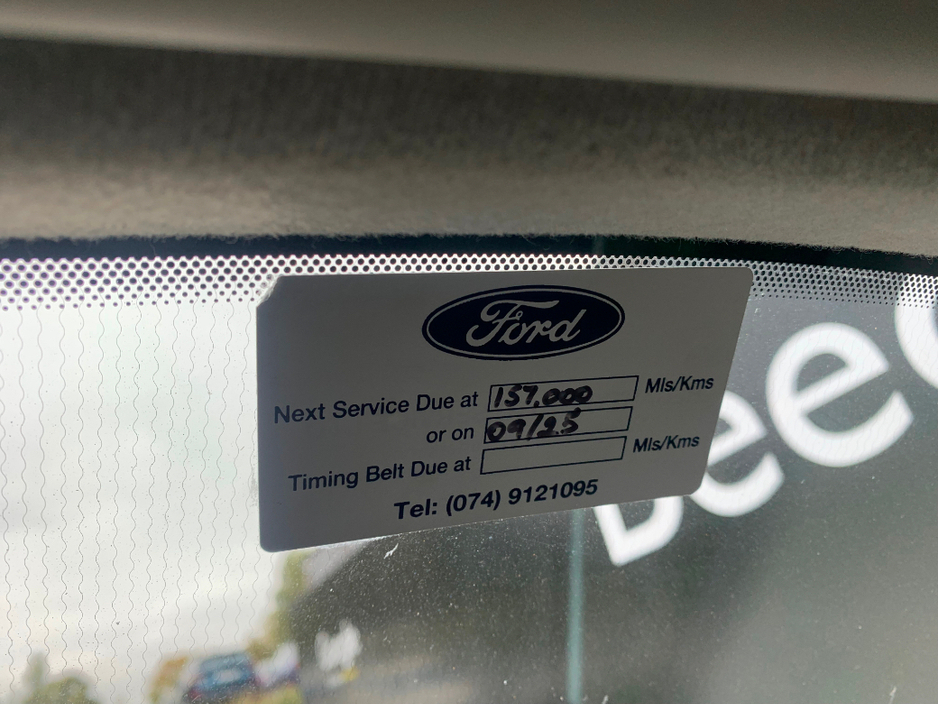 Ford
Next Service Due at 157.000 Mls/Kms
or on 09/25
Timing Belt Due at Mls/Kms
Tel: (074) 9121095